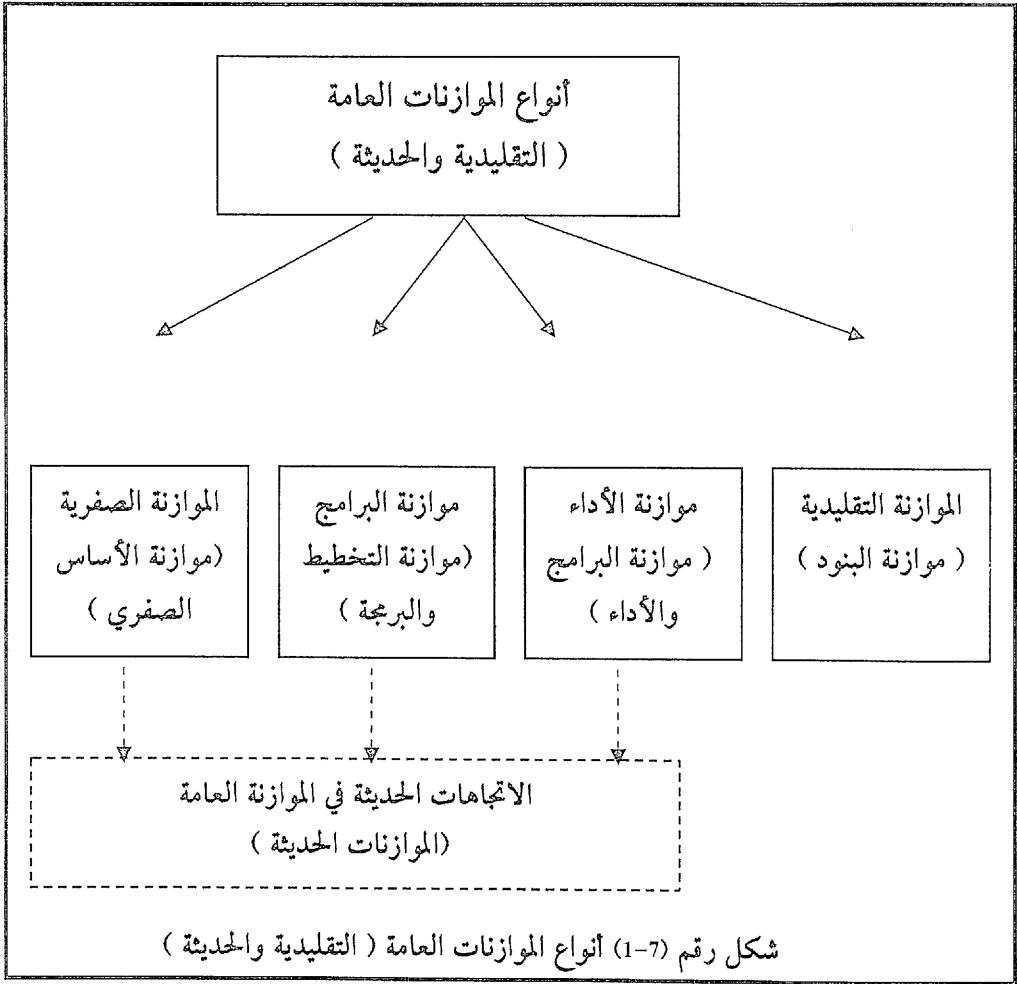 أنواع الموازنات العامة
( التقليدية والحديثة )
الموازنة التقليدية
( موازنة البنود )
موازنة الأداء
( موازنة البرامج
والأداء )
موازنة البرامج
(موازنة التخطيط
والبرمجة )
الموازنة الصفرية
(موازنة الأساس
الصفري )
الاتجاهات الحديثة في الموازنة العامة
(الموازنات الحديثة )
شكل رقم (7-1) أنواع الموازنات العامة ( التقليدية والحديثة )